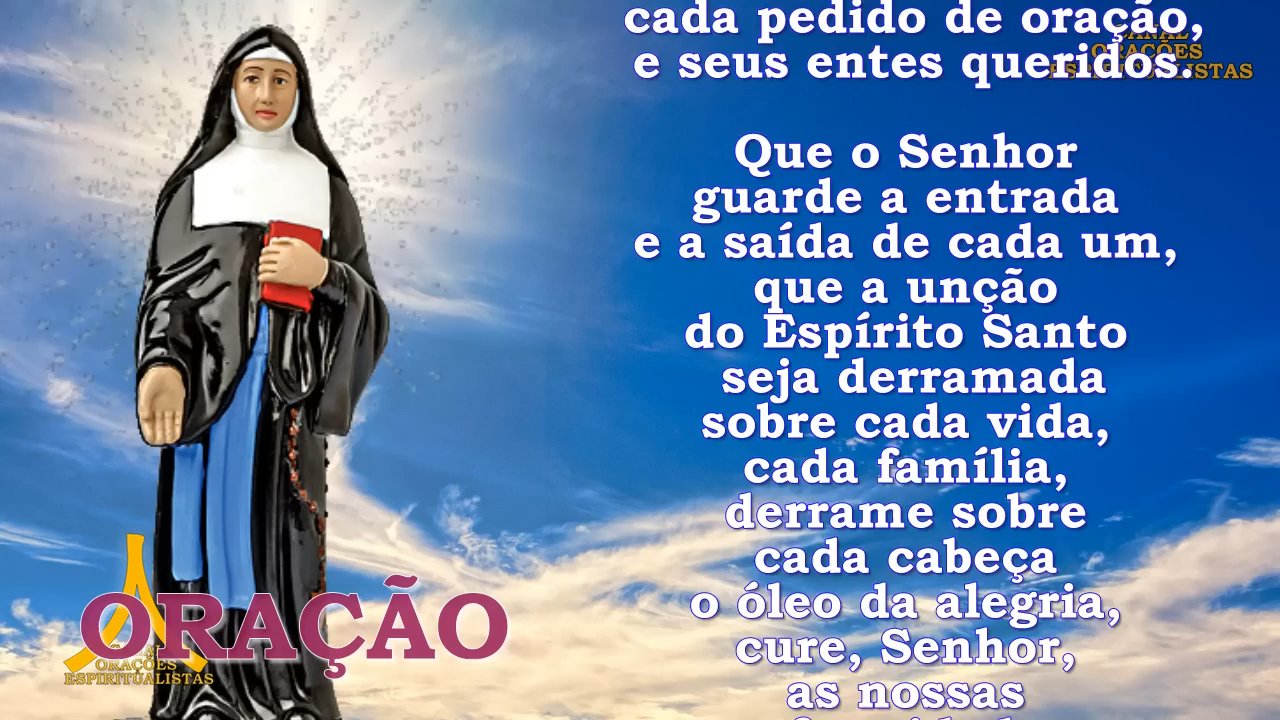 cada pedido de oração,
e seus entes queridos.
CANAL
ORAÇÕES
ESPIRITUALISTAS
Que o Senhor
guarde a entrada
e a saída de cada um,
que a unção
do Espírito Santo
seja derramada
sobre cada vida,
cada família,
derrame sobre
cada cabeça
o óleo da alegria,
cure, Senhor,
as nossas
ORAÇÃO
ORAÇÕES
ESPIRITUALISTAS